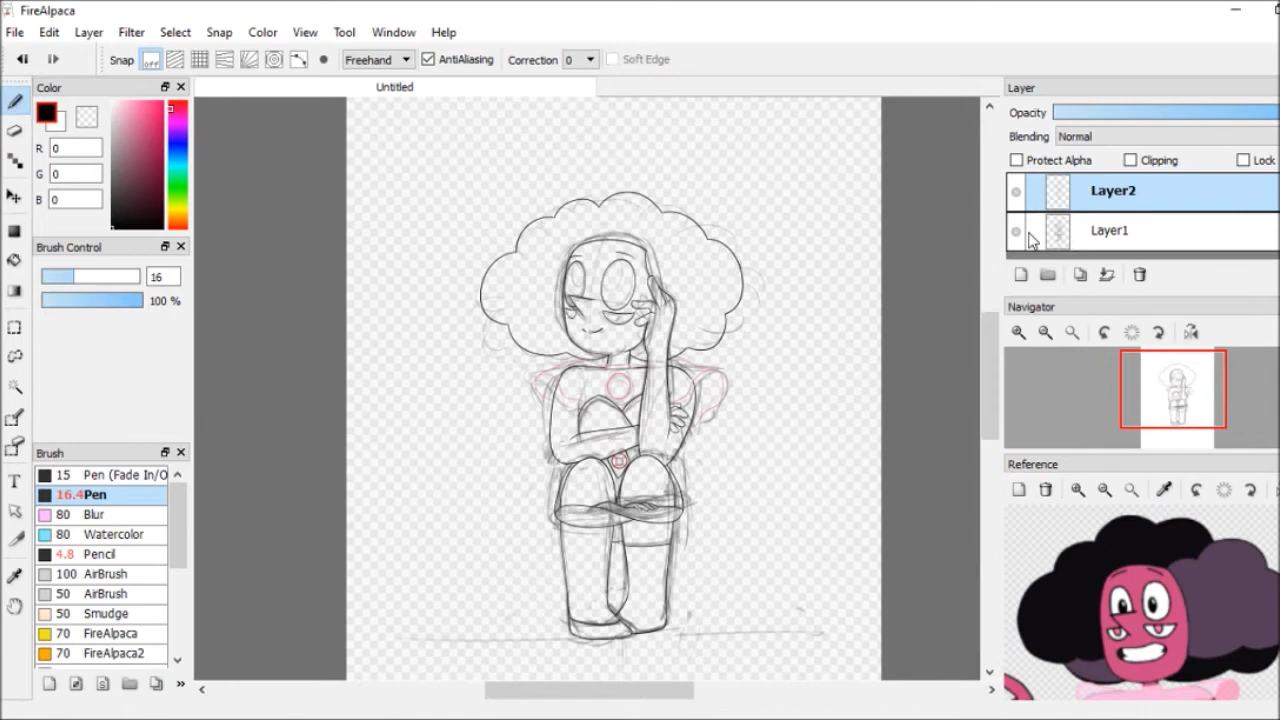 FireAlpaca
File Edit Layer Filter Select Snap Color View Tool Window Help
Snap off Freehand AntiAliasing Correction 0 Soft Edge
Color
Untitled
Layer
R 0
G 0
B 0
Opacity
Blending Normal
Protect Alpha Clipping Lock
Layer2
Layer1
Brush Control
16
100 %
Navigator
Brush
15 Pen (Fade In/O
16.4 Pen
80 Blur
80 Watercolor
4.8 Pencil
100 AirBrush
50 AirBrush
50 Smudge
70 FireAlpaca
70 FireAlpaca2
Reference